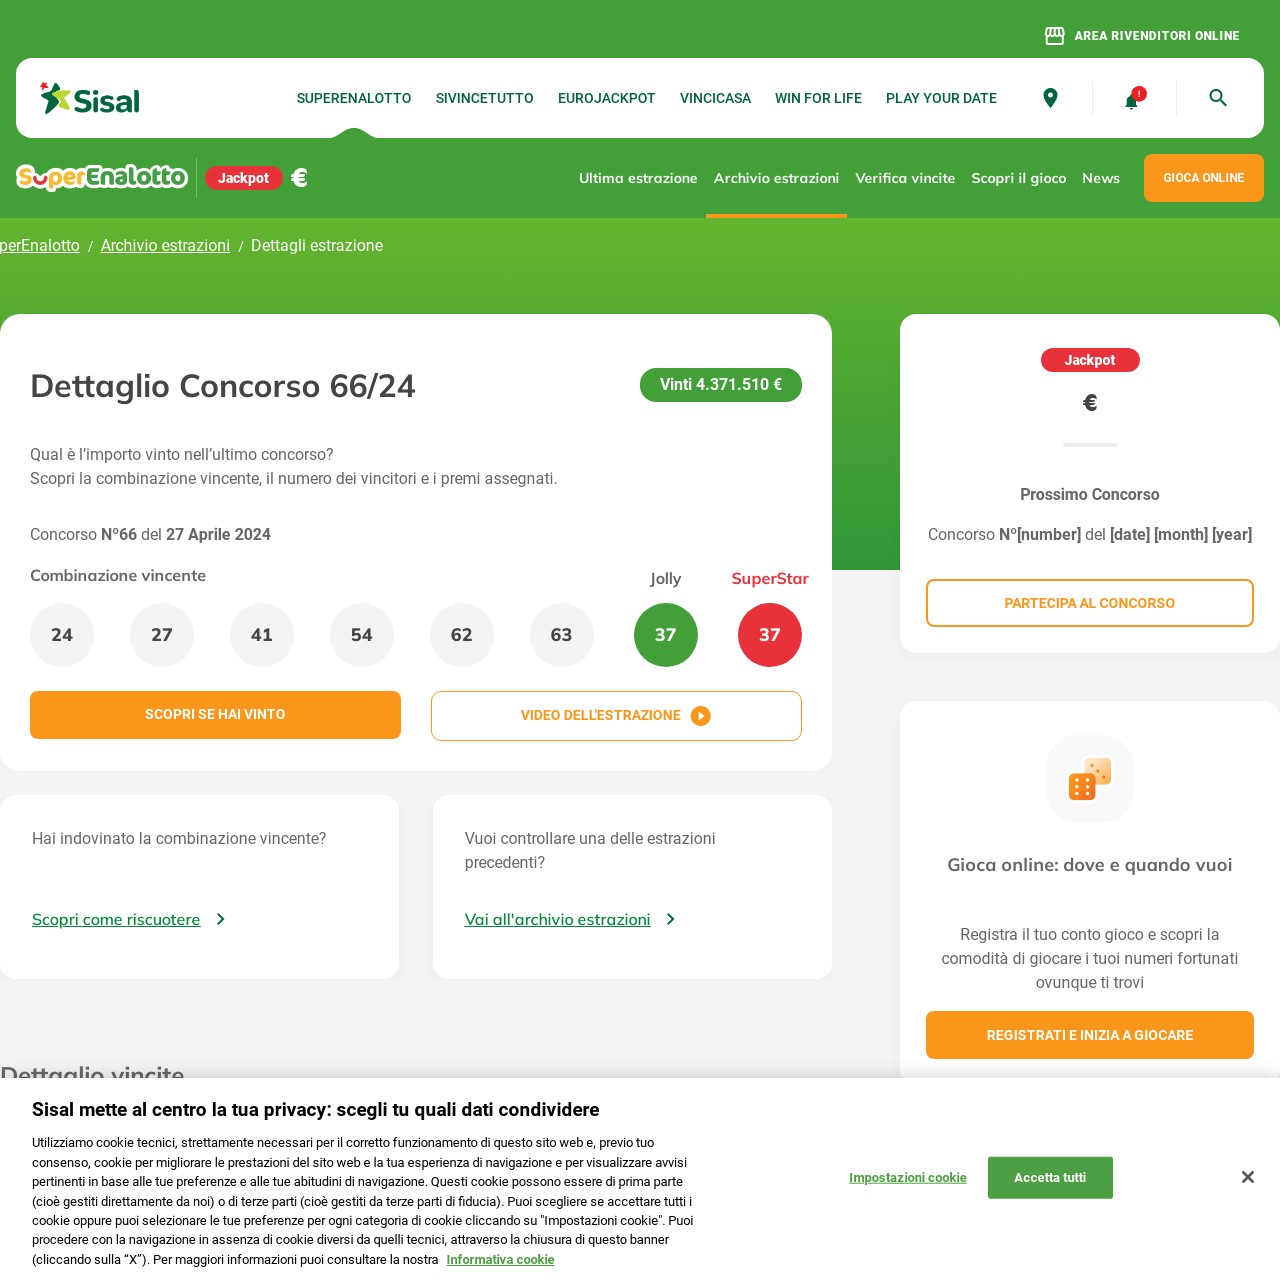 AREA RIVENDITORI ONLINE
Sisal
SUPERENALOTTO SIVINCETUTTO EUROJACKPOT VINCICASA WIN FOR LIFE PLAY YOUR DATE
!
SuperEnalotto Jackpot €
Ultima estrazione Archivio estrazioni Verifica vincite Scopri il gioco News GIOCA ONLINE
perEnalotto / Archivio estrazioni / Dettagli estrazione
Dettaglio Concorso 66/24
Vinti 4.371.510 €
Qual è l’importo vinto nell’ultimo concorso?
Scopri la combinazione vincente, il numero dei vincitori e i premi assegnati.
Concorso Nº66 del 27 Aprile 2024
Combinazione vincente Jolly SuperStar
24 27 41 54 62 63 37 37
SCOPRI SE HAI VINTO VIDEO DELL'ESTRAZIONE
Hai indovinato la combinazione vincente?
Scopri come riscuotere
Vuoi controllare una delle estrazioni
precedenti?
Vai all'archivio estrazioni
Dettaglio vincite
Jackpot
€
Prossimo Concorso
Concorso Nº[number] del [date] [month] [year]
PARTECIPA AL CONCORSO
Gioca online: dove e quando vuoi
Registra il tuo conto gioco e scopri la
comodità di giocare i tuoi numeri fortunati
ovunque ti trovi
REGISTRATI E INIZIA A GIOCARE
Sisal mette al centro la tua privacy: scegli tu quali dati condividere
Utilizziamo cookie tecnici, strettamente necessari per il corretto funzionamento di questo sito web e, previo tuo
consenso, cookie per migliorare le prestazioni del sito web e la tua esperienza di navigazione e per visualizzare avvisi
pertinenti in base alle tue preferenze e alle tue abitudini di navigazione. Questi cookie possono essere di prima parte
(cioè gestiti direttamente da noi) o di terze parti (cioè gestiti da terze parti di fiducia). Puoi scegliere se accettare tutti i
cookie oppure puoi selezionare le tue preferenze per ogni categoria di cookie cliccando su "Impostazioni cookie". Puoi
procedere con la navigazione in assenza di cookie diversi da quelli tecnici, attraverso la chiusura di questo banner
(cliccando sulla “X”). Per maggiori informazioni puoi consultare la nostra Informativa cookie
Impostazioni cookie Accetta tutti